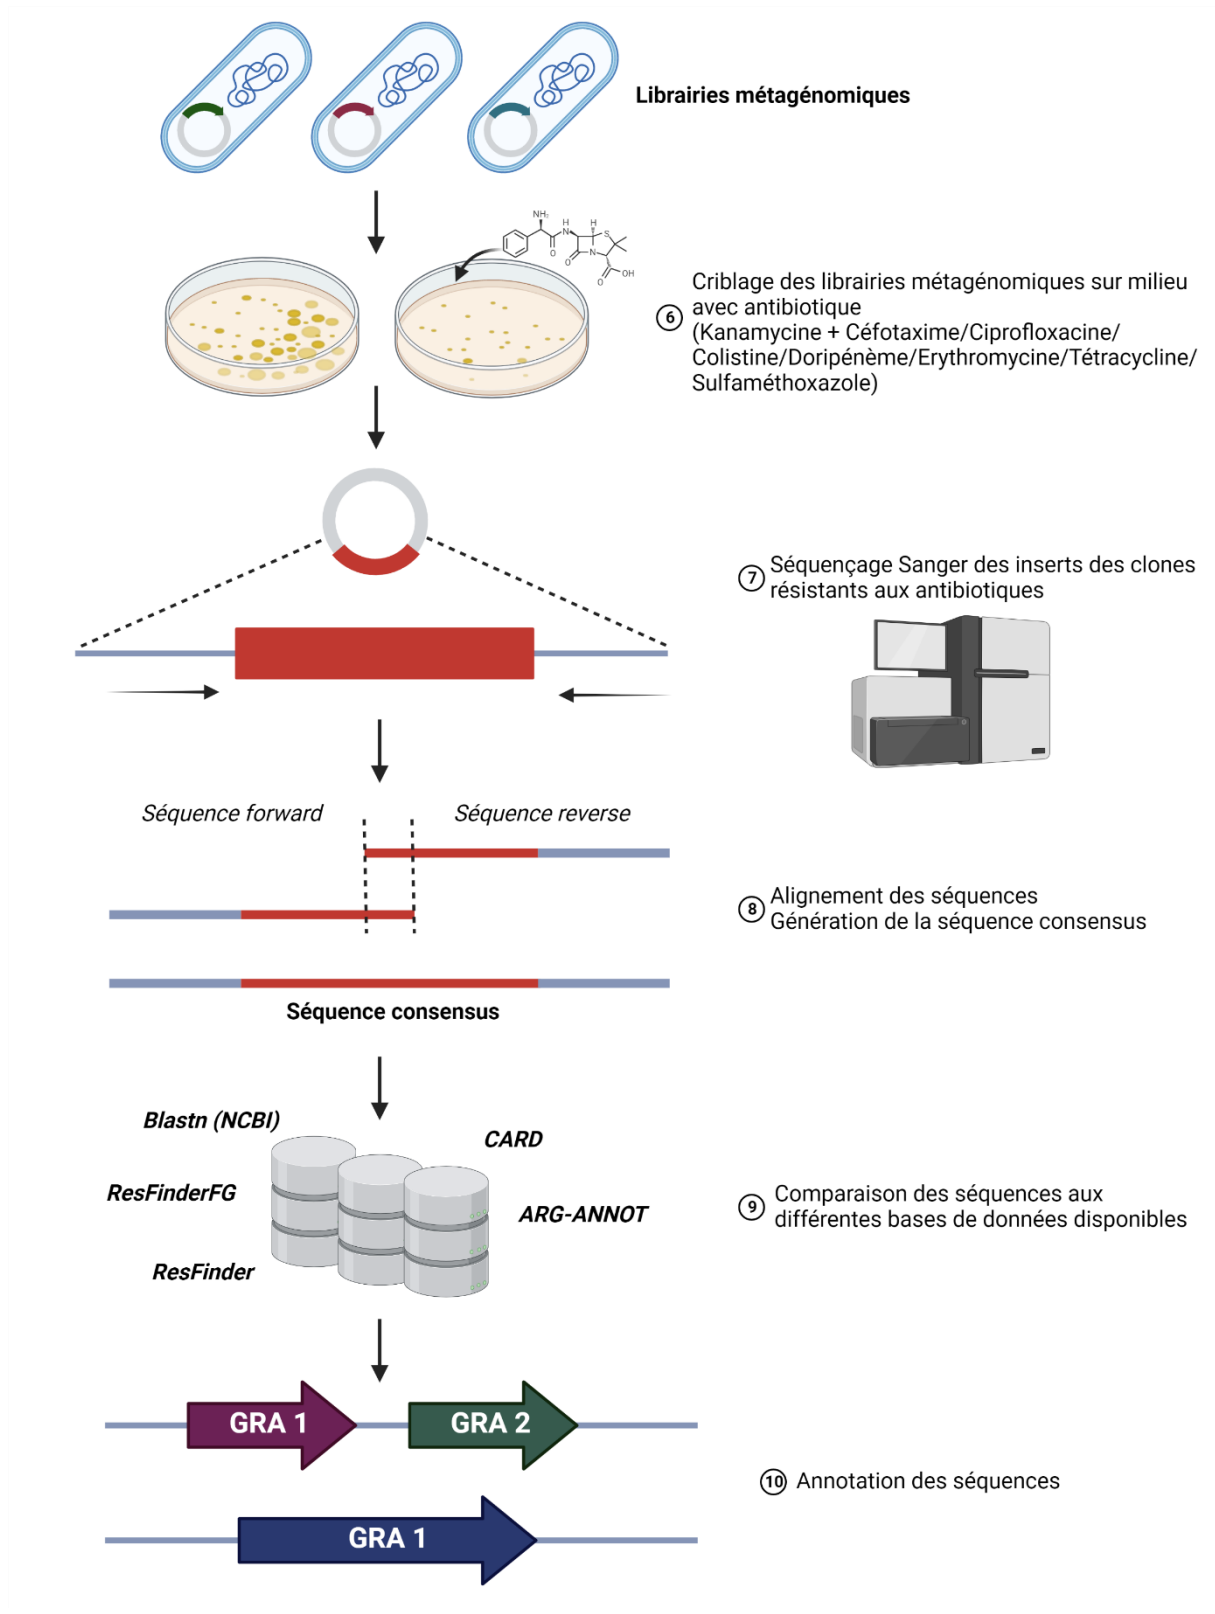 Librairies métagénomiques
NH₂
H
N
H
S
O
N
O
O
OH
6
Criblage des librairies métagénomiques sur milieu
avec antibiotique
(Kanamycine + Céfotaxime/Ciprofloxacine/
Colistine/Doripénème/Erythromycine/Tétracycline/
Sulfaméthoxazole)
7
Séquençage Sanger des inserts des clones
résistants aux antibiotiques
Séquence forward
Séquence reverse
8
Alignement des séquences
Génération de la séquence consensus
Séquence consensus
Blastn (NCBI)
CARD
ResFinderFG
ARG-ANNOT
ResFinder
9
Comparaison des séquences aux
différentes bases de données disponibles
GRA 1
GRA 2
10
Annotation des séquences
GRA 1